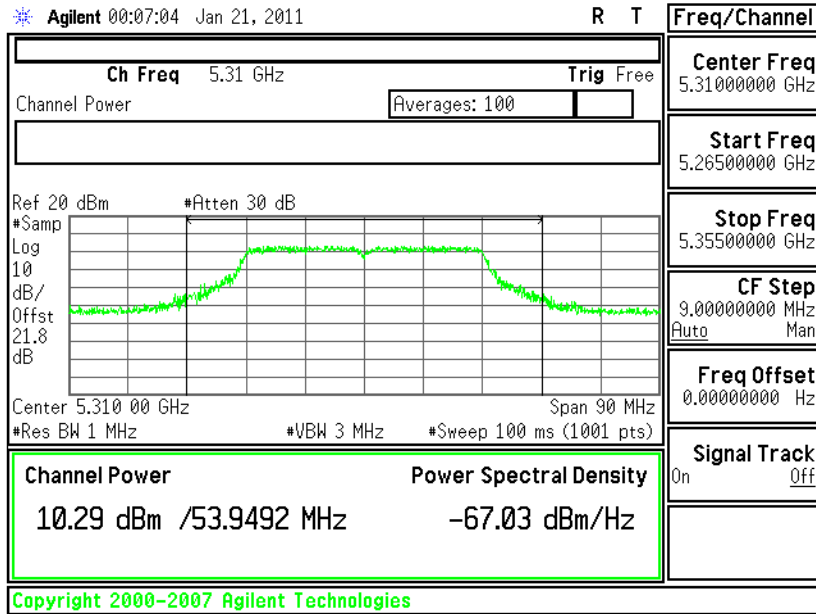 Agilent 00:07:04 Jan 21, 2011 R T
Ch Freq 5.31 GHz Trig Free
Channel Power Averages: 100
Ref 20 dBm #Atten 30 dB
#Samp
Log
10
dB/
Offst
21.8
dB
Center 5.310 00 GHz Span 90 MHz
#Res BW 1 MHz #VBW 3 MHz #Sweep 100 ms (1001 pts)
Channel Power Power Spectral Density
10.29 dBm /53.9492 MHz -67.03 dBm/Hz
Copyright 2000-2007 Agilent Technologies
Freq/Channel
Center Freq
5.31000000 GHz
Start Freq
5.26500000 GHz
Stop Freq
5.35500000 GHz
CF Step
9.00000000 MHz
Auto Man
Freq Offset
0.00000000 Hz
Signal Track
On Off